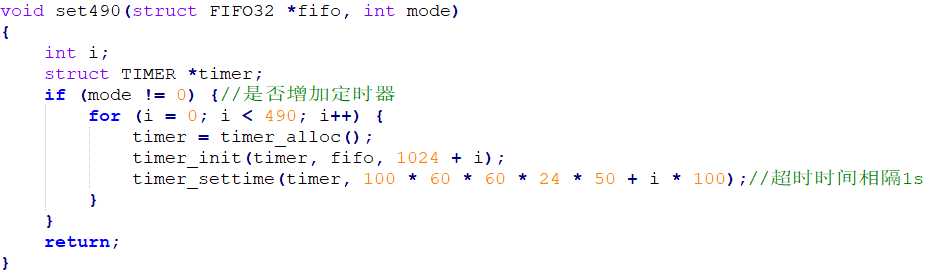 void set490(struct FIFO32 *fifo, int mode)
{
    int i;
    struct TIMER *timer;
    if (mode != 0) {//是否增加定时器
        for (i = 0; i < 490; i++) {
            timer = timer_alloc();
            timer_init(timer, fifo, 1024 + i);
            timer_settime(timer, 100 * 60 * 60 * 24 * 50 + i * 100);//超时时间相隔1s
        }
    }
    return;
}